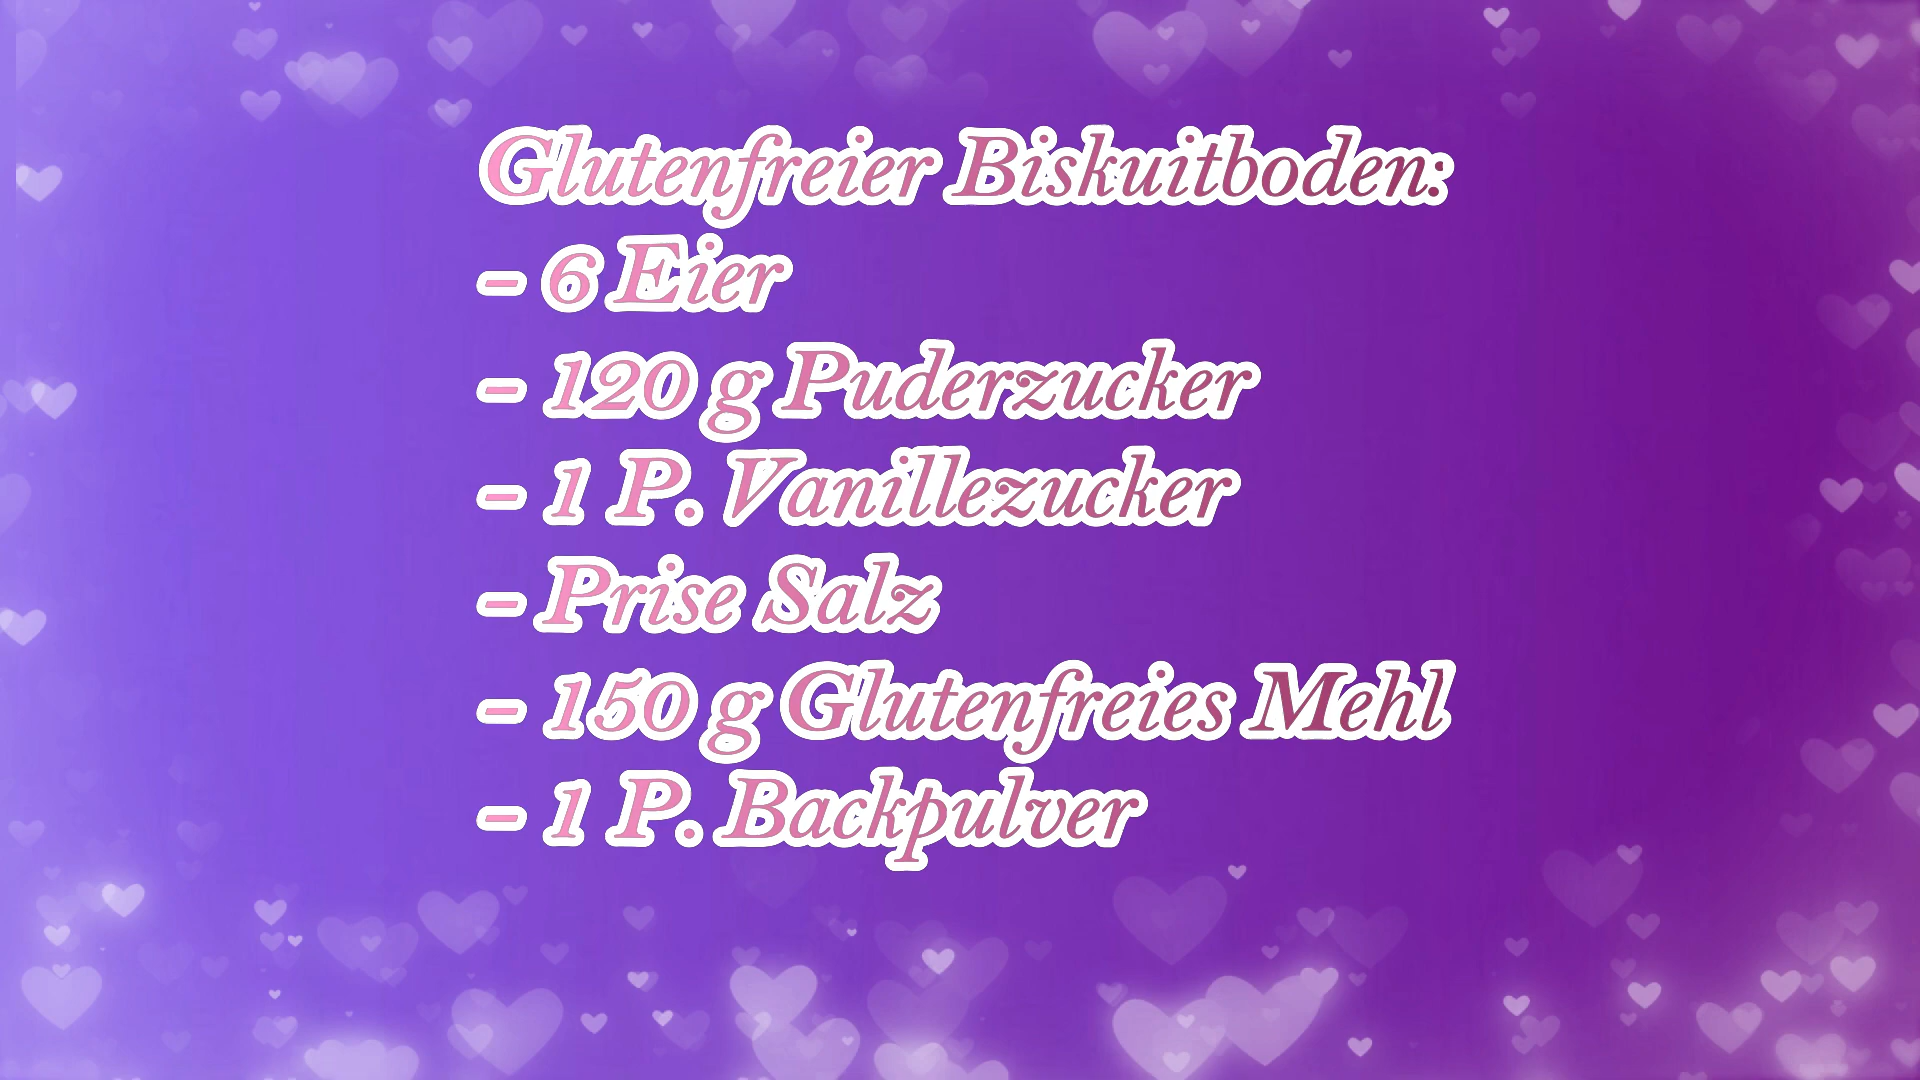 Glutenfreier Biskuitboden:
- 6 Eier
- 120 g Puderzucker
- 1 P. Vanillezucker
- Prise Salz
- 150 g Glutenfreies Mehl
- 1 P. Backpulver